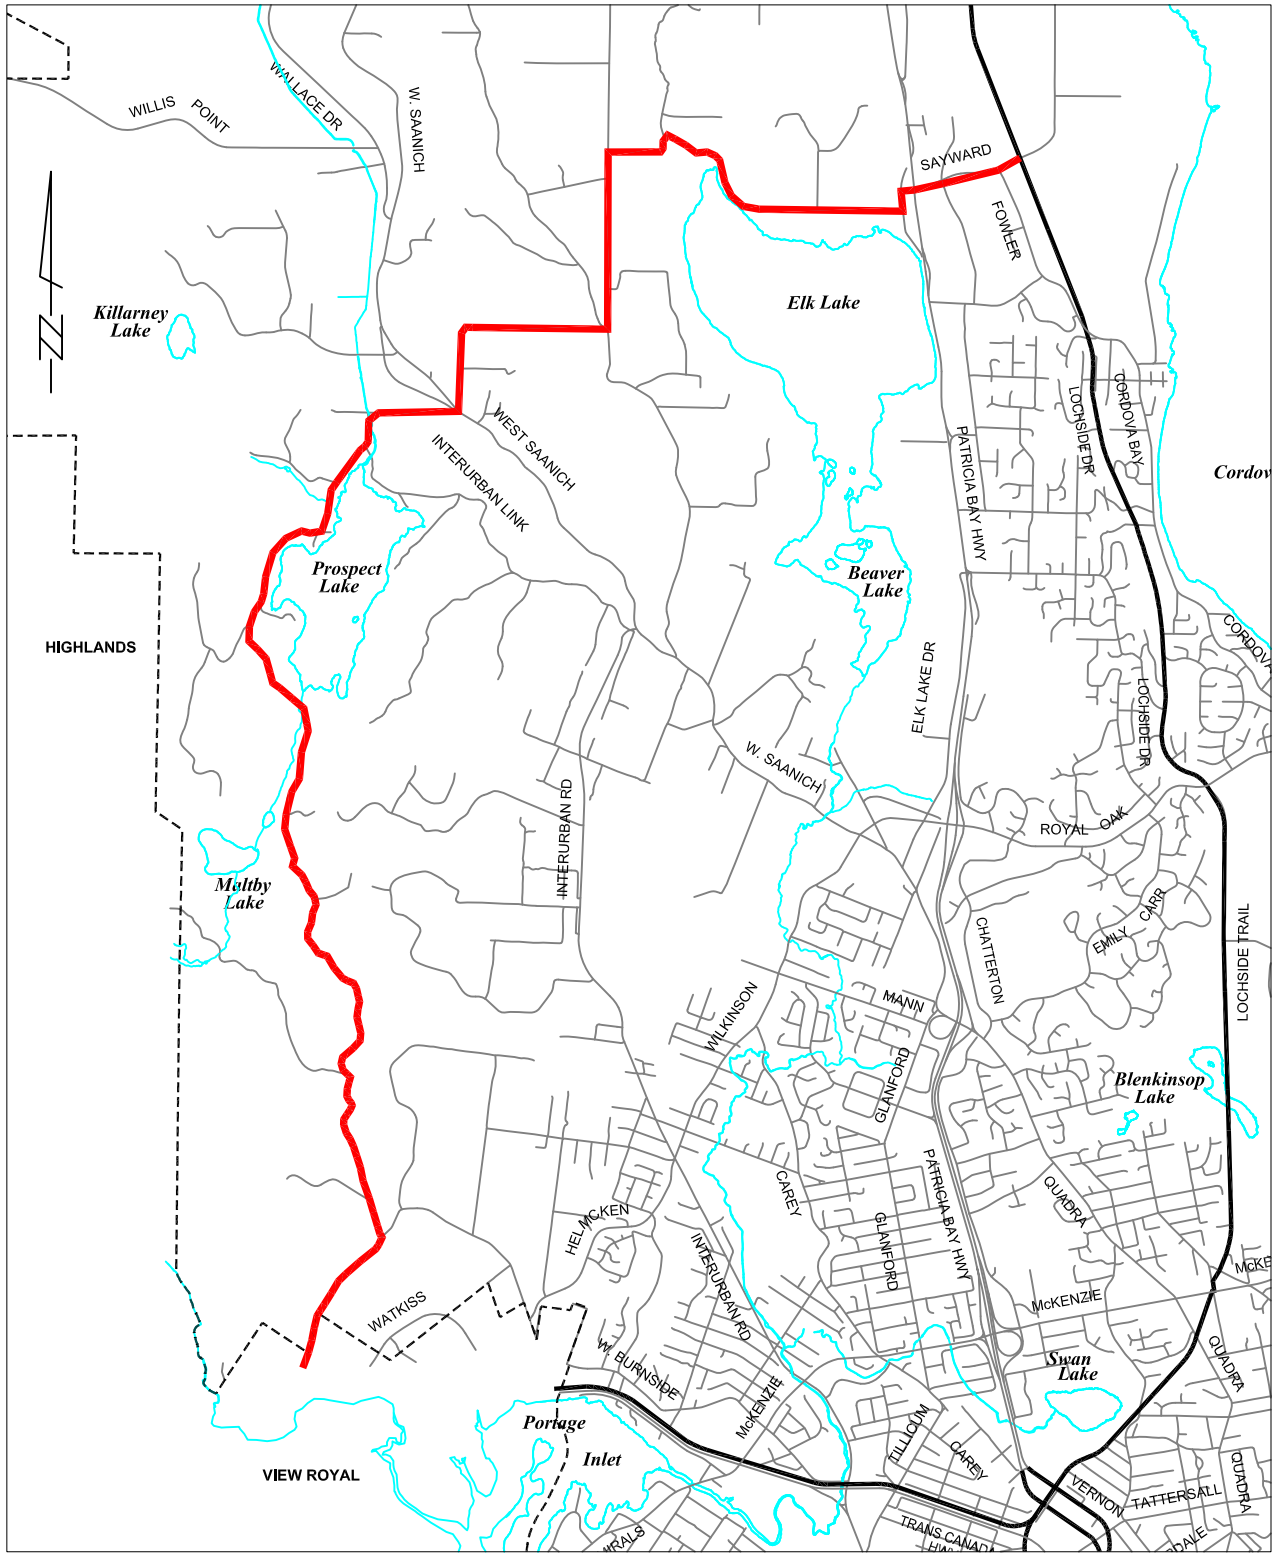 WILLIS POINT
WALLACE DR
W. SAANICH
SAYWARD
FOWLER
Killarney
Lake
Elk Lake
LOCHSIDE DR
CORDOVA BAY
WEST SAANICH
INTERURBAN LINK
PATRICIA BAY HWY
Cordov
Prospect
Lake
Beaver
Lake
HIGHLANDS
CORDOVA
ELK LAKE DR
LOCHSIDE DR
W. SAANICH
INTERURBAN RD
ROYAL OAK
Maltby
Lake
EMILY CARR
CHATTERTON
LOCHSIDE TRAIL
MANN
WILKINSON
GLANFORD
Blenkinsop
Lake
PATRICIA BAY HWY
CAREY
QUADRA
HELMCKEN
GLANFORD
INTERURBAN RD
McKE
McKENZIE
WATKISS
W. BURNSIDE
QUADRA
Swan
Lake
McKENZIE
Portage
Inlet
TILLICUM
CAREY
VIEW ROYAL
VERNON
TATTERSALL
QUADRA
TRANS CANADA
HWY
MIRALS
DALE